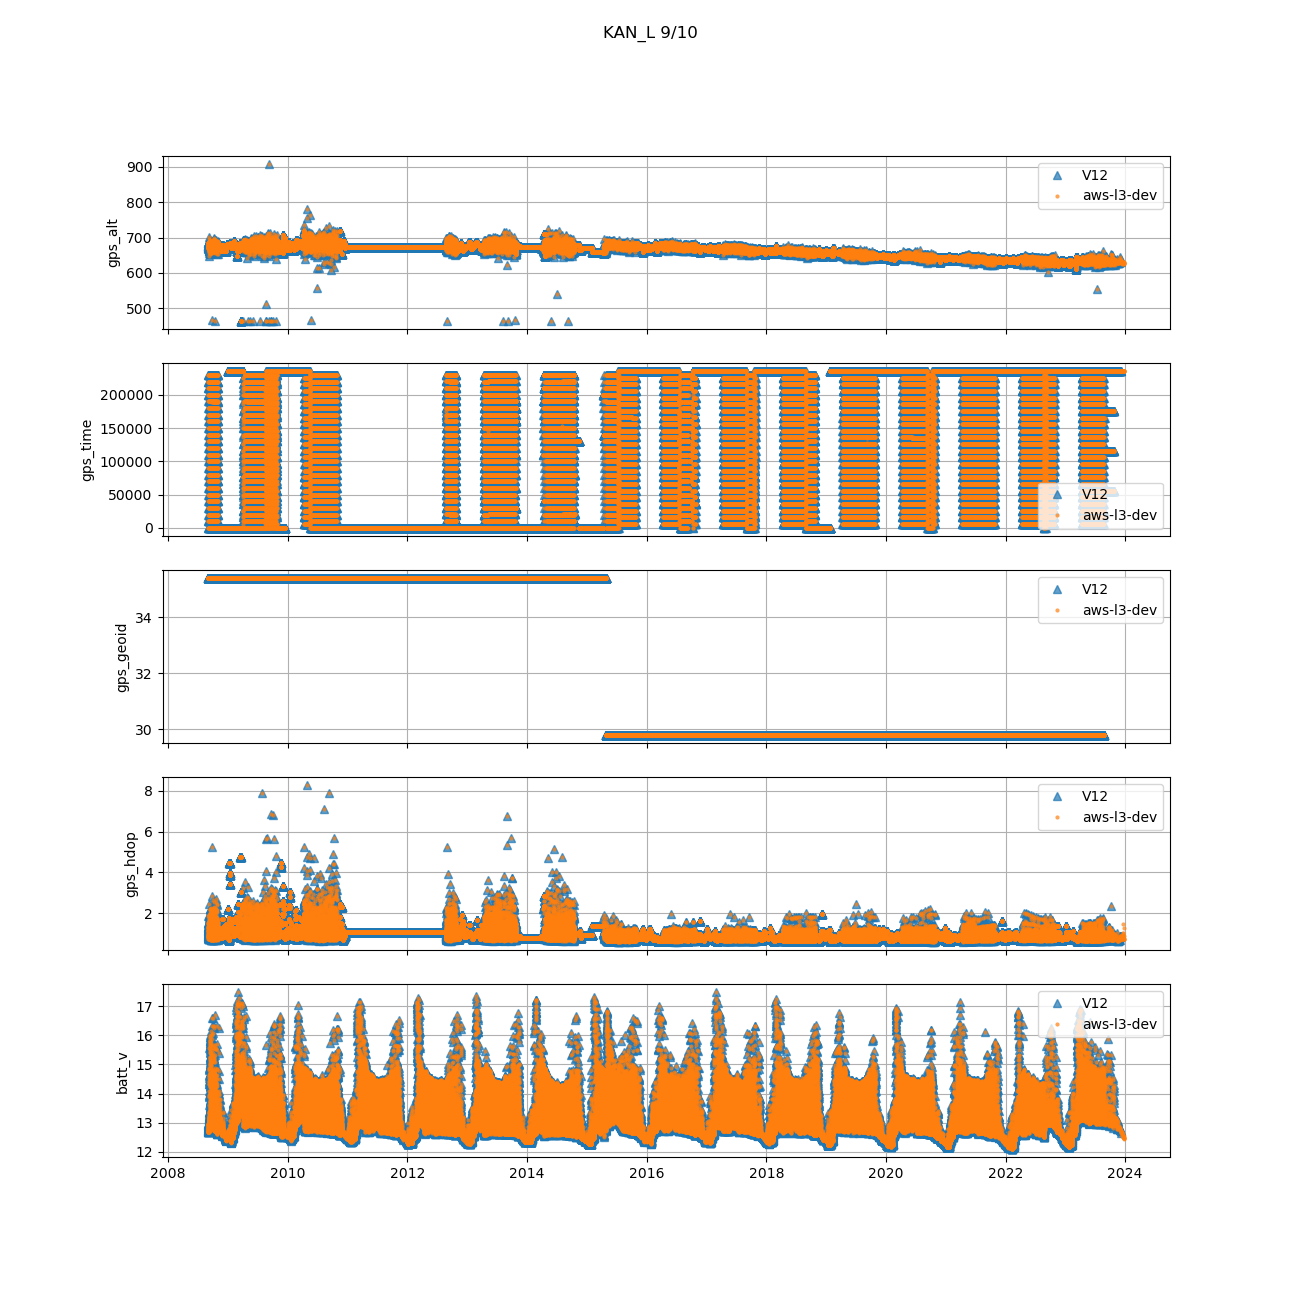 KAN_L 9/10
900
800
700
600
500
gps_alt
V12
aws-l3-dev
200000
150000
100000
50000
0
gps_time
V12
aws-l3-dev
34
32
30
gps_geoid
V12
aws-l3-dev
8
6
4
2
gps_hdop
V12
aws-l3-dev
17
16
15
14
13
12
batt_v
V12
aws-l3-dev
2008 2010 2012 2014 2016 2018 2020 2022 2024